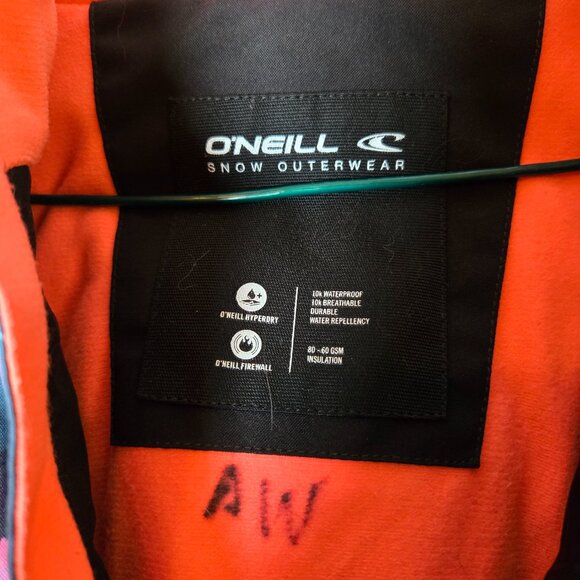 O'NEILL
SNOW OUTERWEAR
O'NEILL HYPERDRY
10k WATERPROOF
10k BREATHABLE
DURABLE
WATER REPELLENCY
O'NEILL FIREWALL
80 - 60 GSM
INSULATION
AW